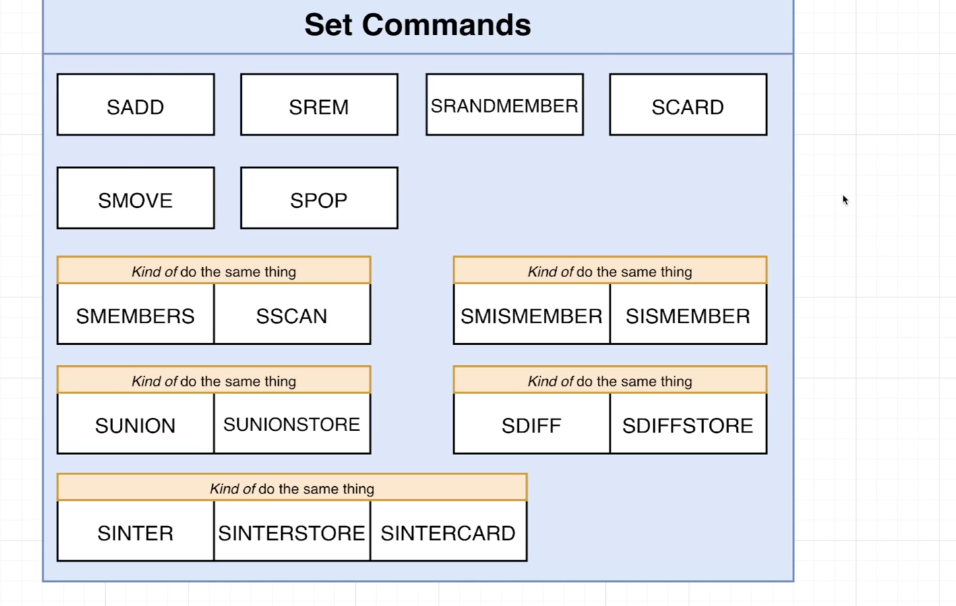 Set Commands
SADD
SREM
SRANDMEMBER
SCARD
SMOVE
SPOP
Kind of do the same thing
SMEMBERS
SSCAN
Kind of do the same thing
SMISMEMBER
SISMEMBER
Kind of do the same thing
SUNION
SUNIONSTORE
Kind of do the same thing
SDIFF
SDIFFSTORE
Kind of do the same thing
SINTER
SINTERSTORE
SINTERCARD